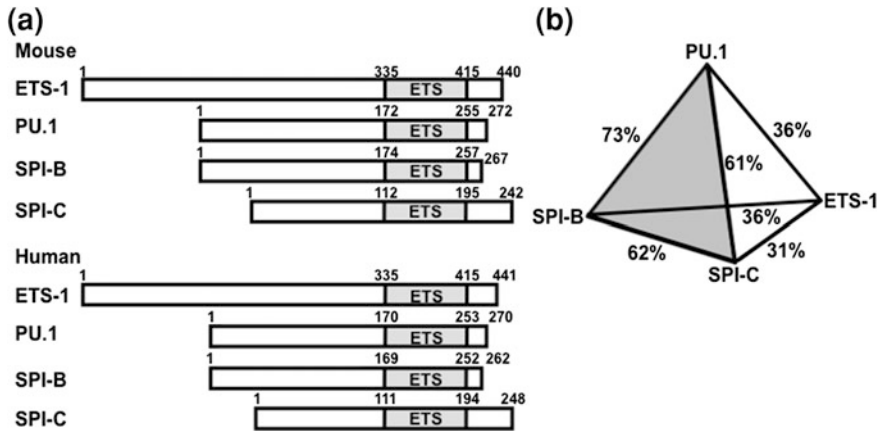 (a)
Mouse
1 335 415 440
ETS-1 ETS
1 172 255 272
PU.1 ETS
1 174 257 267
SPI-B ETS
1 112 195 242
SPI-C ETS
Human
1 335 415 441
ETS-1 ETS
1 170 253 270
PU.1 ETS
1 169 252 262
SPI-B ETS
1 111 194 248
SPI-C ETS
(b)
PU.1
73% 36%
61%
ETS-1
SPI-B 36%
62% 31%
SPI-C